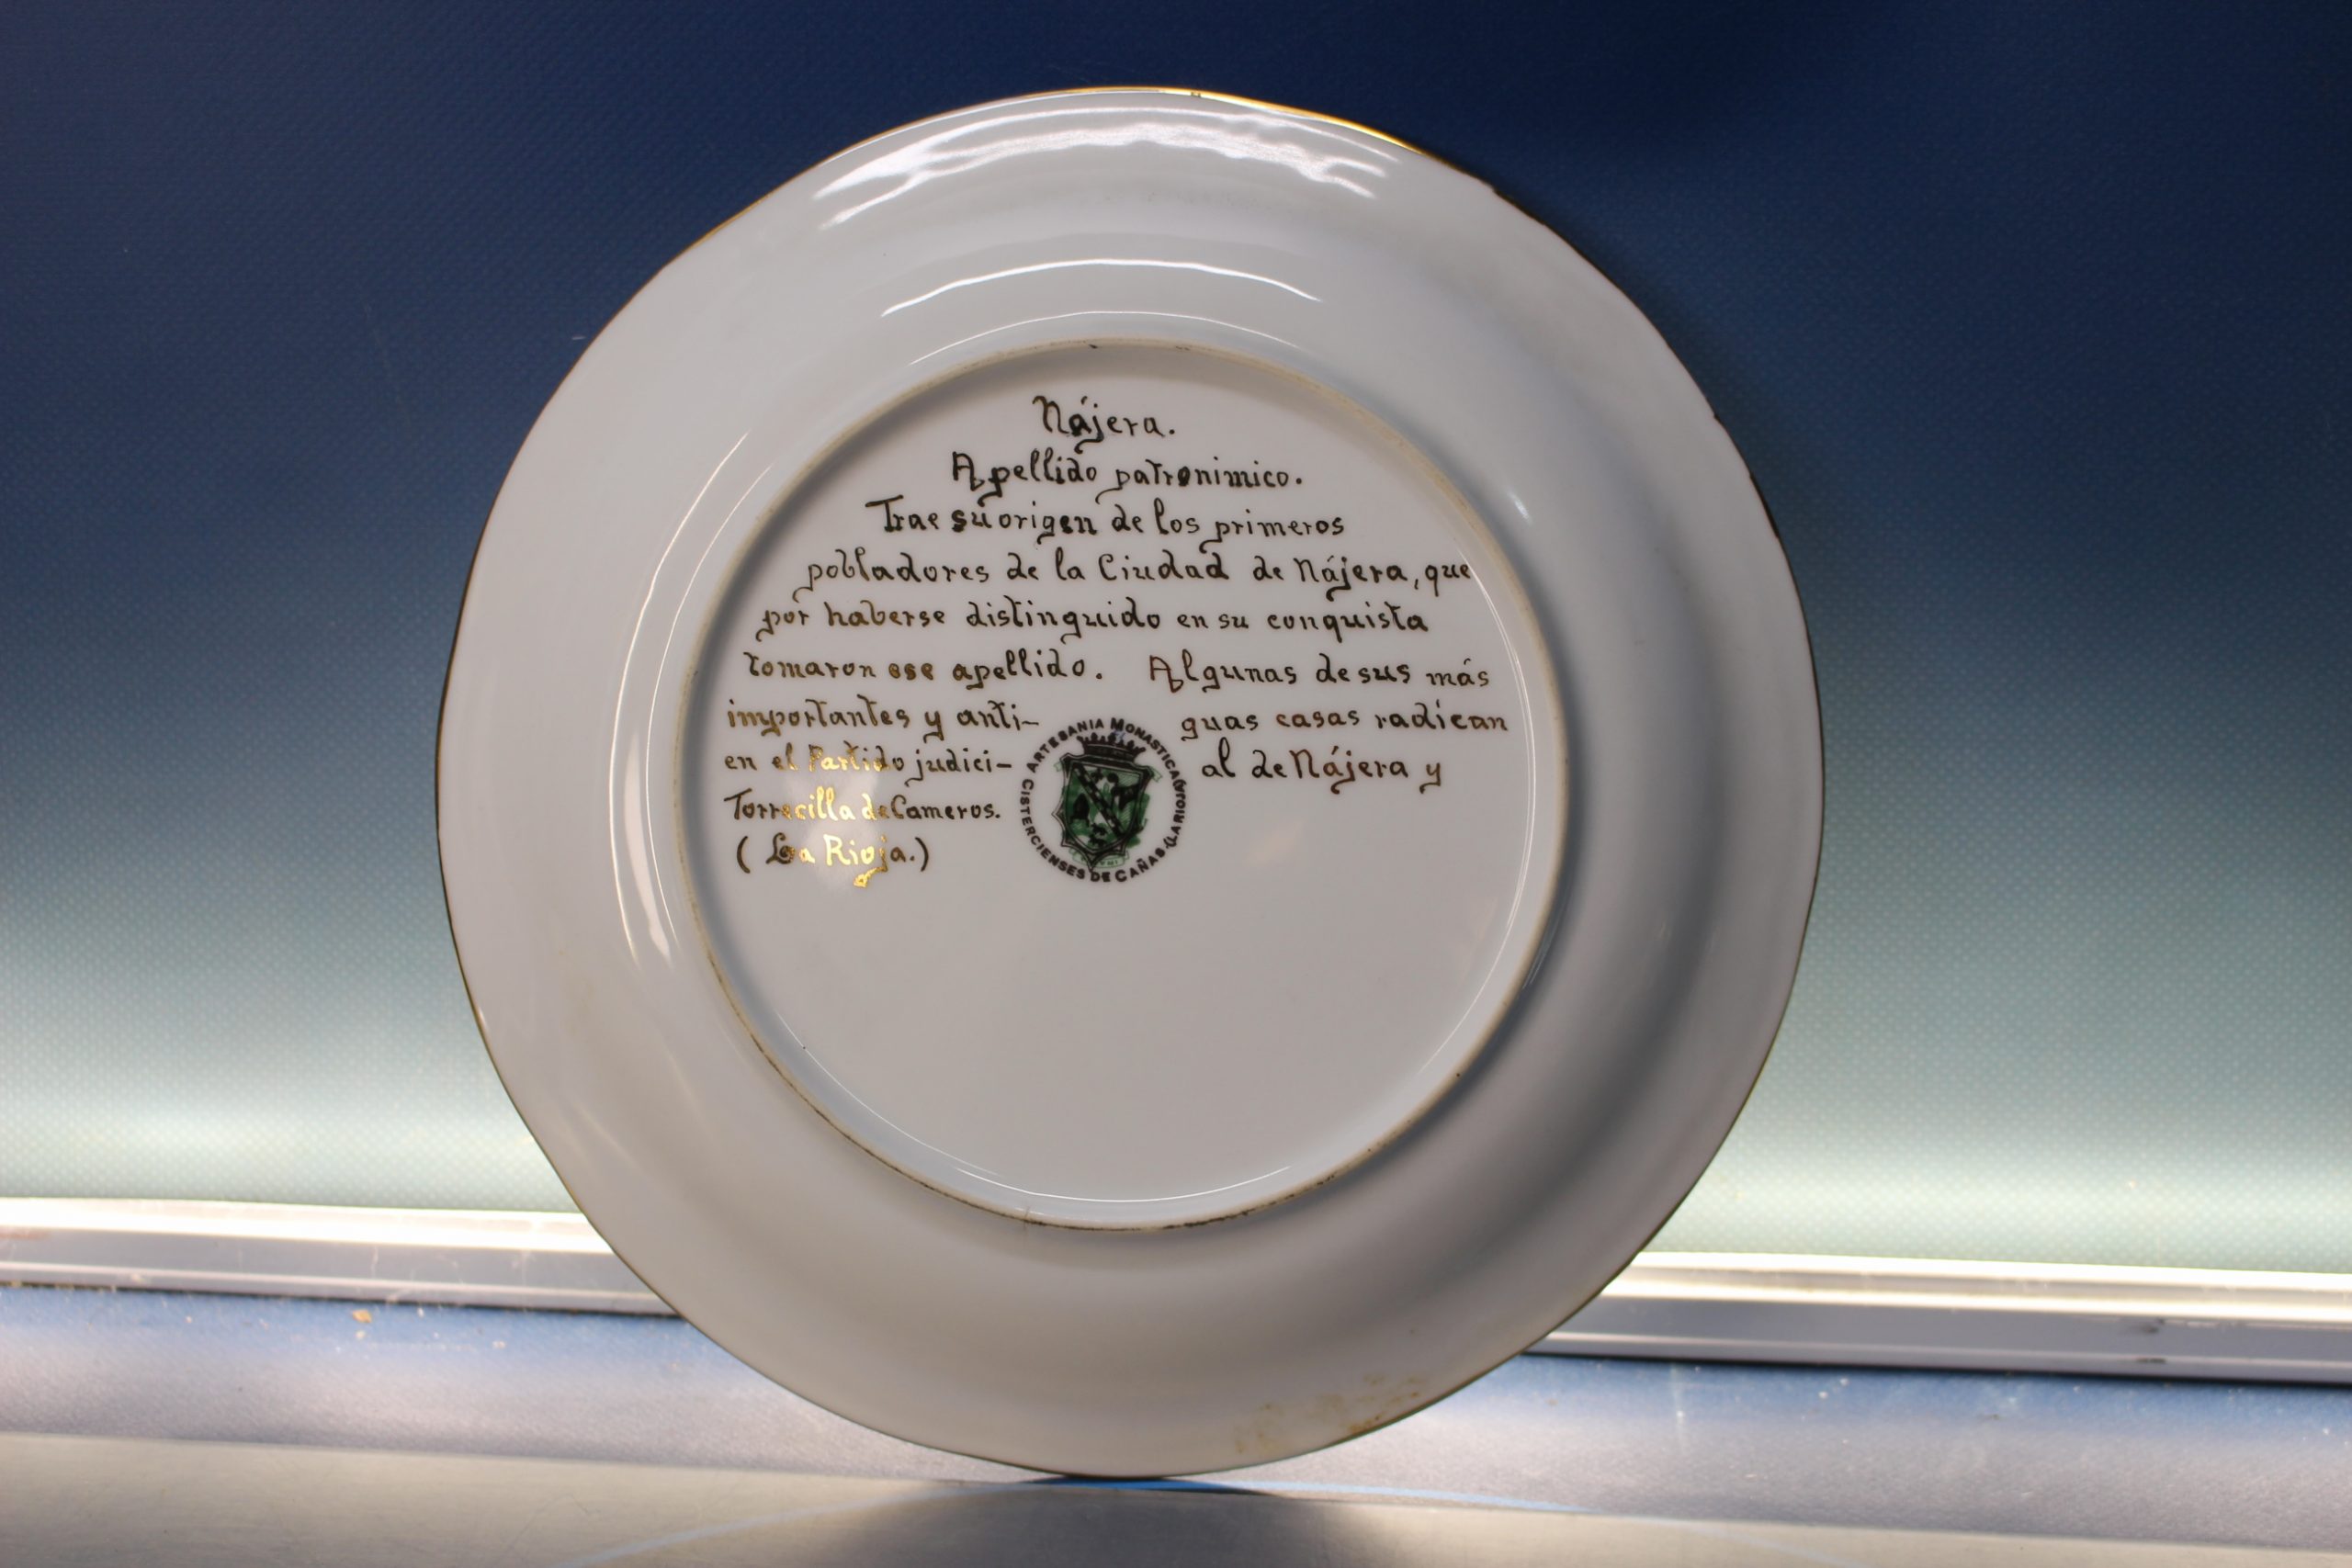 Nájera.
Apellido patronimico.
Trae su origen de los primeros
pobladores de la Ciudad de Nájera, que
por haberse distinguido en su conquista
tomaron ese apellido. Algunas de sus más
importantes y anti- guas casas radican
en el Partido judici- al de Nájera y
Torrecilla de Cameros.
( La Rioja.)
ARTESANIA MONASTICA
CISTERCIENSES DE CAÑAS (LARIOJA)